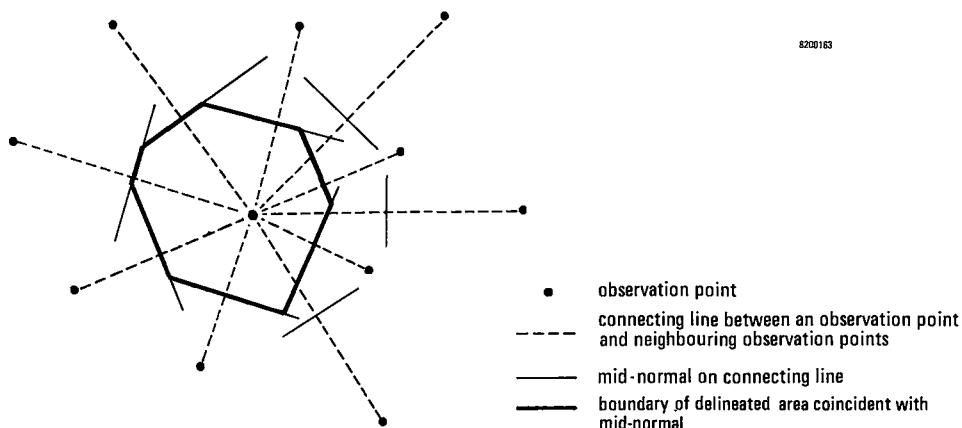 8200163
observation point
connecting line between an observation point
and neighbouring observation points
mid-normal on connecting line
boundary of delineated area coincident with
mid-normal